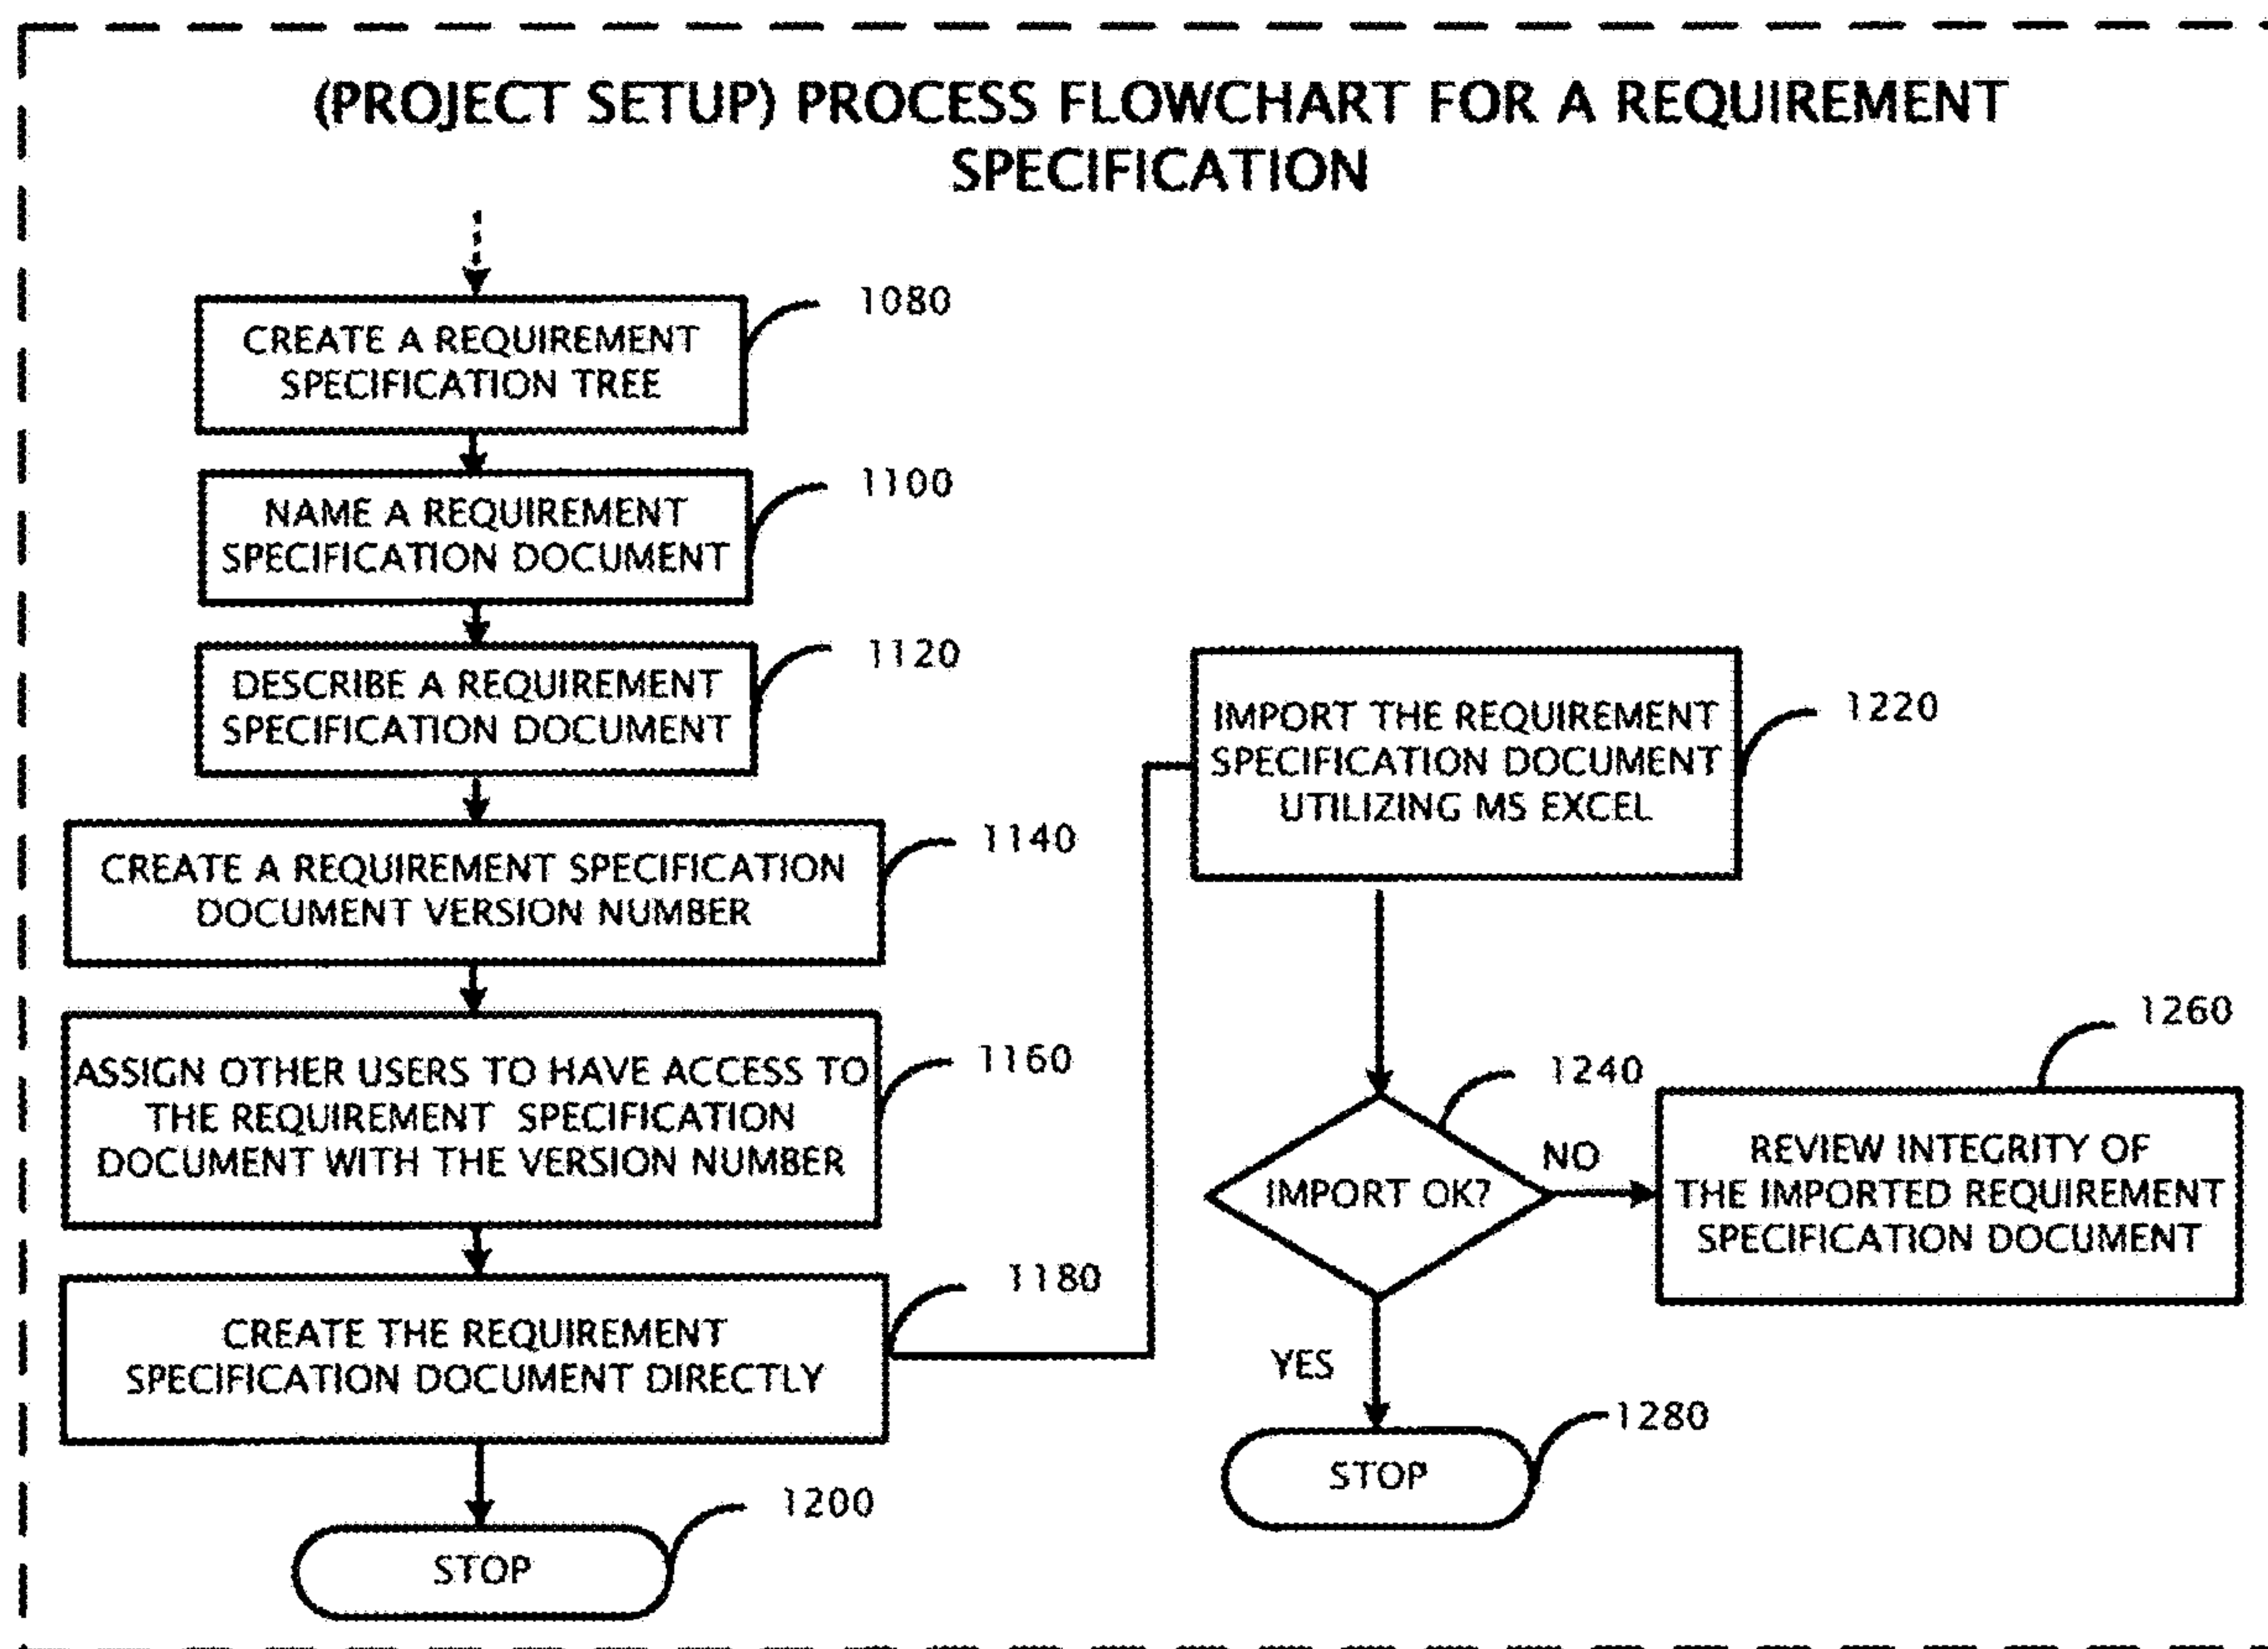 (PROJECT SETUP) PROCESS FLOWCHART FOR A REQUIREMENT
SPECIFICATION
1080
CREATE A REQUIREMENT
SPECIFICATION TREE
1100
NAME A REQUIREMENT
SPECIFICATION DOCUMENT
1120
DESCRIBE A REQUIREMENT
SPECIFICATION DOCUMENT
1140
CREATE A REQUIREMENT SPECIFICATION
DOCUMENT VERSION NUMBER
1160
ASSIGN OTHER USERS TO HAVE ACCESS TO
THE REQUIREMENT SPECIFICATION
DOCUMENT WITH THE VERSION NUMBER
1180
CREATE THE REQUIREMENT
SPECIFICATION DOCUMENT DIRECTLY
1200
STOP
1220
IMPORT THE REQUIREMENT
SPECIFICATION DOCUMENT
UTILIZING MS EXCEL
1240
IMPORT OK?
NO
1260
REVIEW INTEGRITY OF
THE IMPORTED REQUIREMENT
SPECIFICATION DOCUMENT
YES
1280
STOP